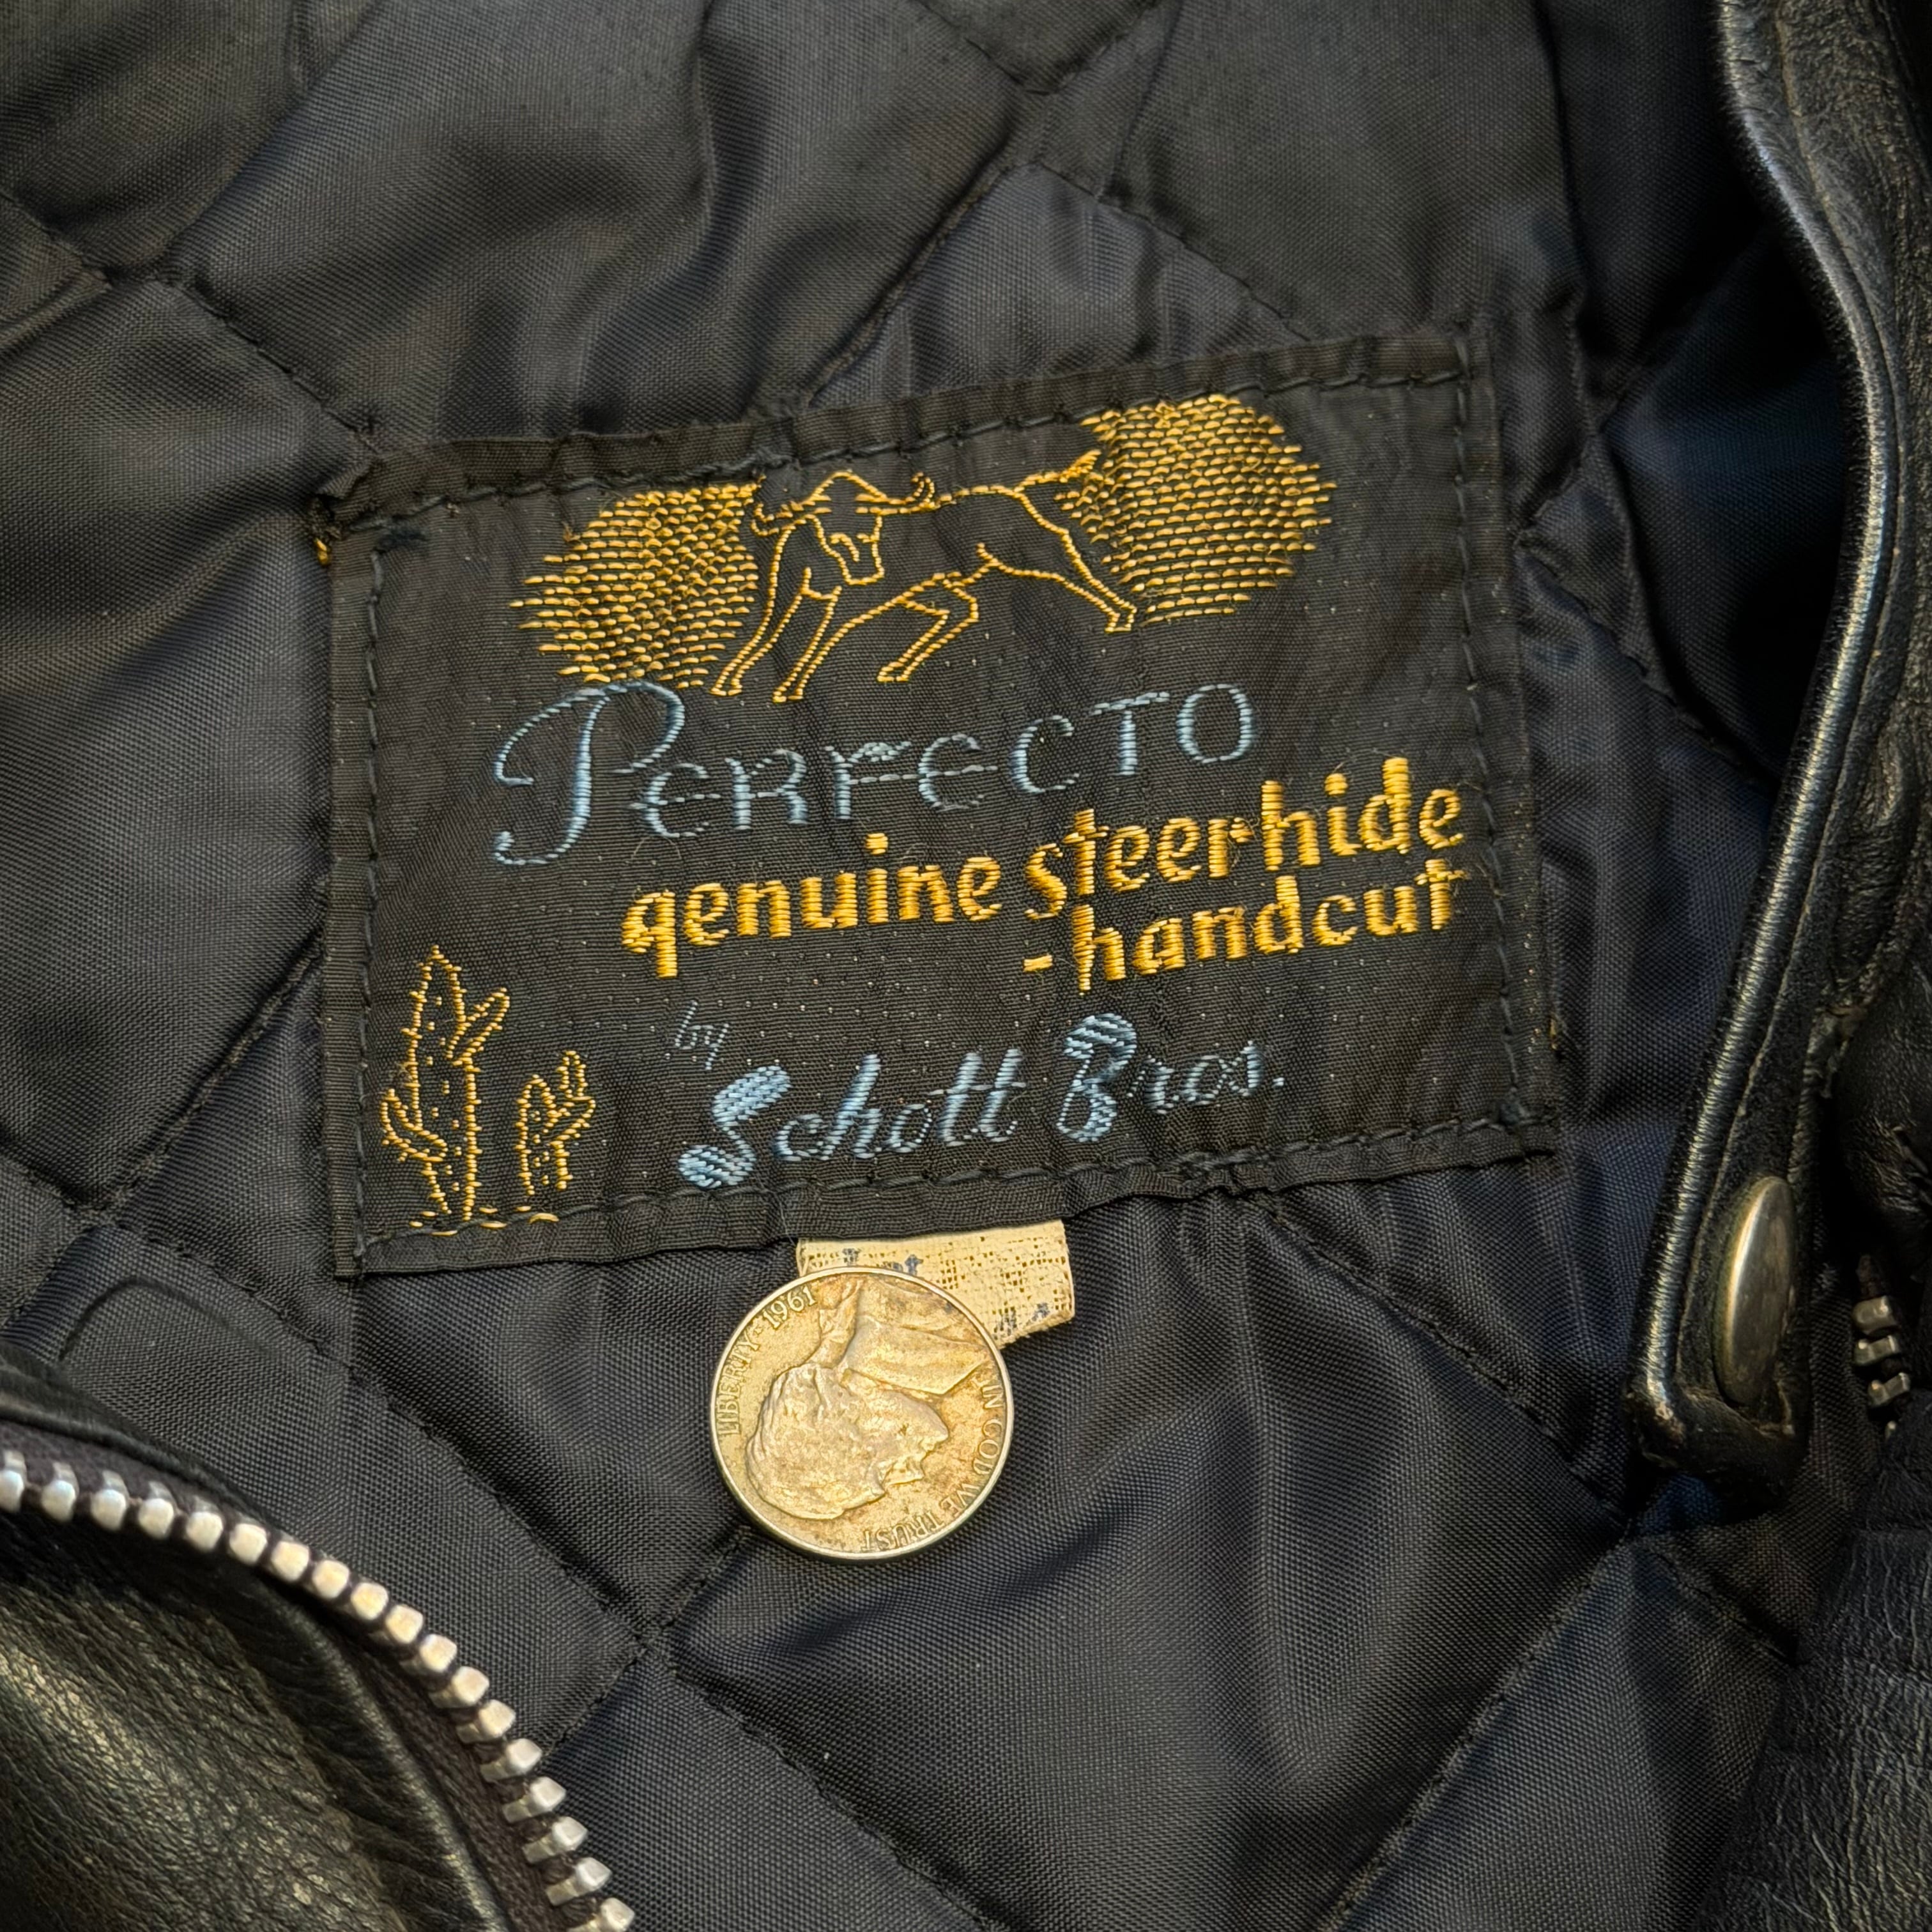 PERFECTO
genuine steerhide
-handcut
by
Schott Bros.
LIBERTY 1961
IN GOD WE TRUST